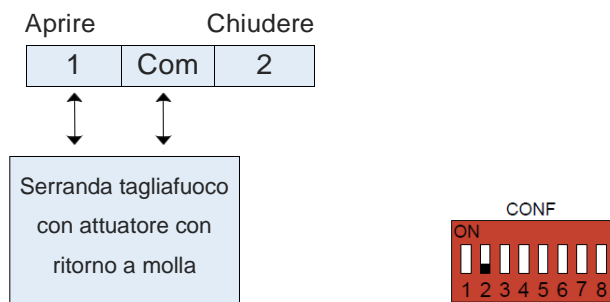 Aprire Chiudere
1 Com 2
Serranda tagliafuoco
con attuatore con
ritorno a molla
CONF
ON
1 2 3 4 5 6 7 8